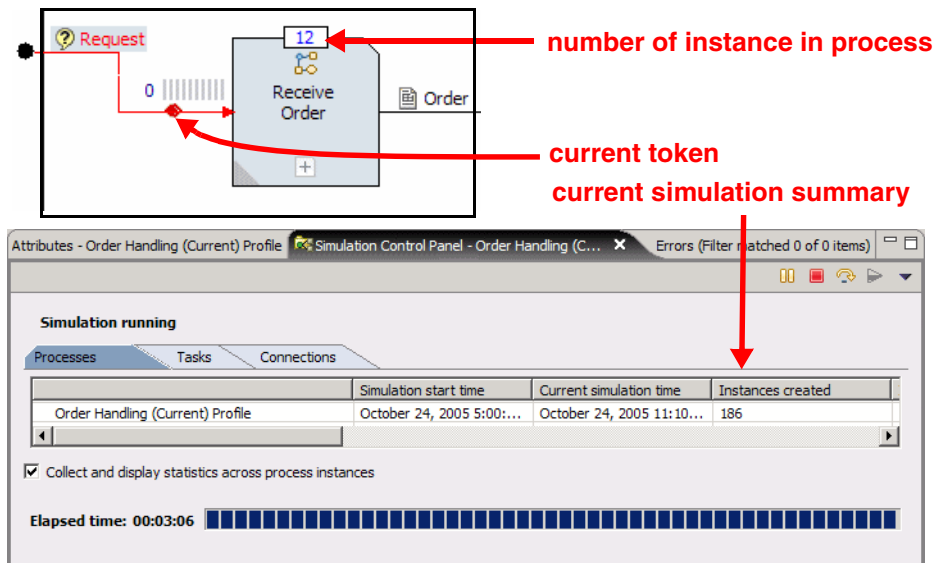 Request
12
number of instance in process
0
Receive
Order
Order
current token
current simulation summary
Attributes - Order Handling (Current) Profile
Simulation Control Panel - Order Handling (C...
Errors (Filter matched 0 of 0 items)
Simulation running
Processes
Tasks
Connections
Simulation start time
Current simulation time
Instances created
Order Handling (Current) Profile
October 24, 2005 5:00:...
October 24, 2005 11:10...
186
Collect and display statistics across process instances
Elapsed time: 00:03:06